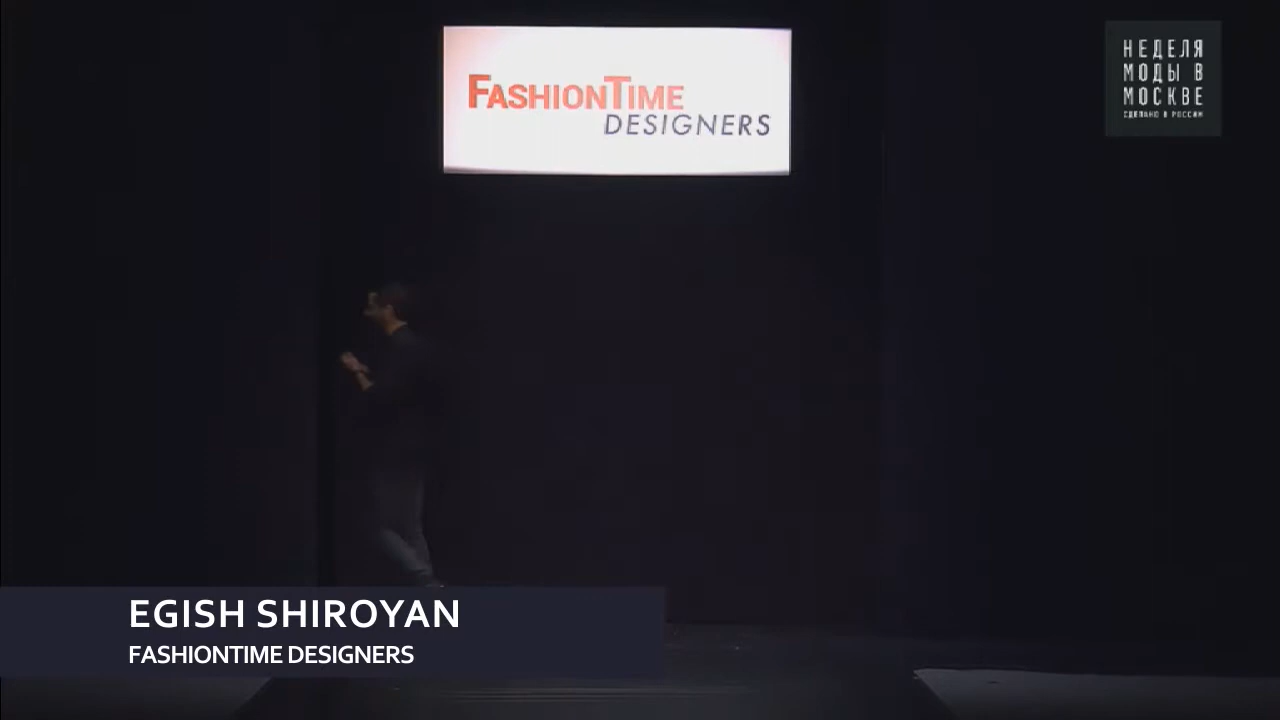 FASHIONTIME
DESIGNERS
НЕДЕЛЯ
МОДЫ В
МОСКВЕ
СДЕЛАНО В РОССИИ
EGISH SHIROYAN
FASHIONTIME DESIGNERS